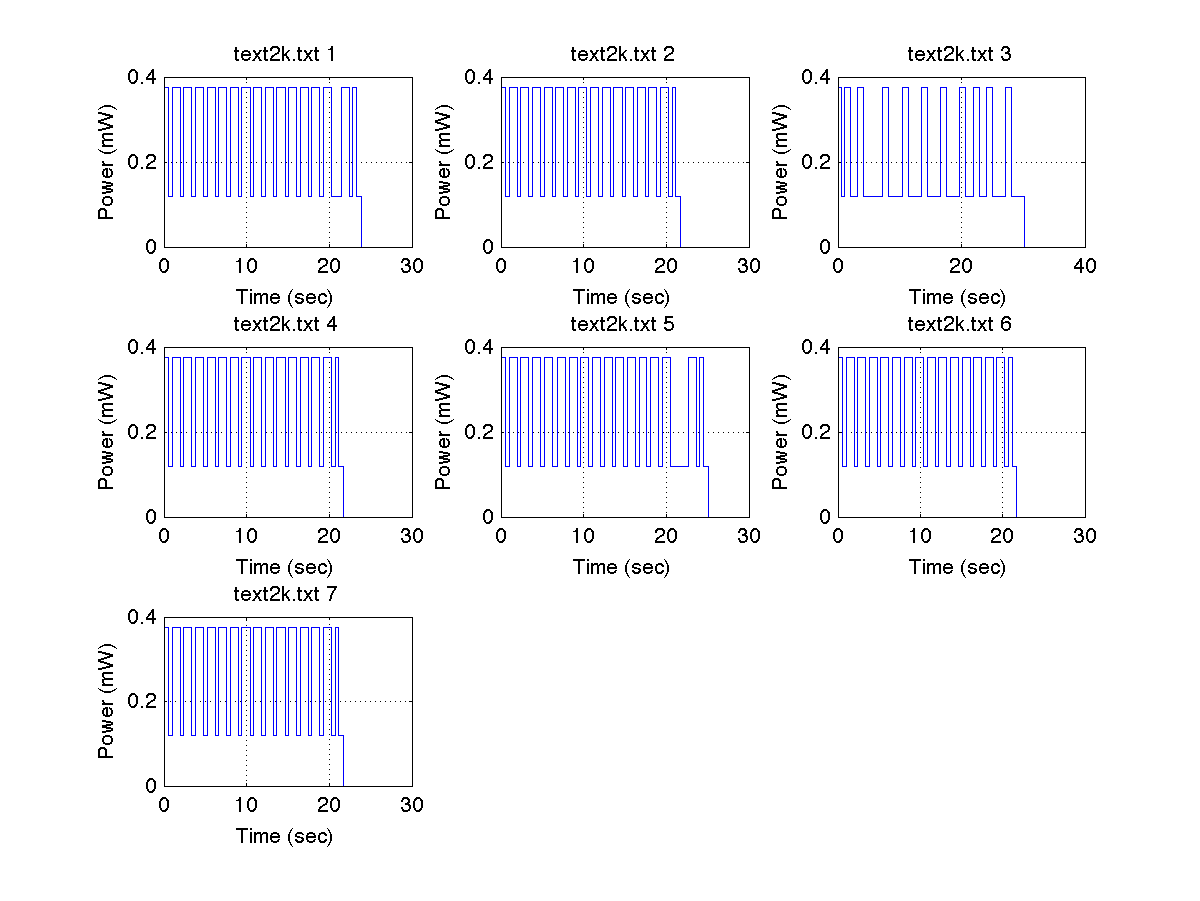 text2k.txt 1
Power (mW)
0.4
0.2
0
0 10 20 30
Time (sec)
text2k.txt 2
Power (mW)
0.4
0.2
0
0 10 20 30
Time (sec)
text2k.txt 3
Power (mW)
0.4
0.2
0
0 20 40
Time (sec)
text2k.txt 4
Power (mW)
0.4
0.2
0
0 10 20 30
Time (sec)
text2k.txt 5
Power (mW)
0.4
0.2
0
0 10 20 30
Time (sec)
text2k.txt 6
Power (mW)
0.4
0.2
0
0 10 20 30
Time (sec)
text2k.txt 7
Power (mW)
0.4
0.2
0
0 10 20 30
Time (sec)